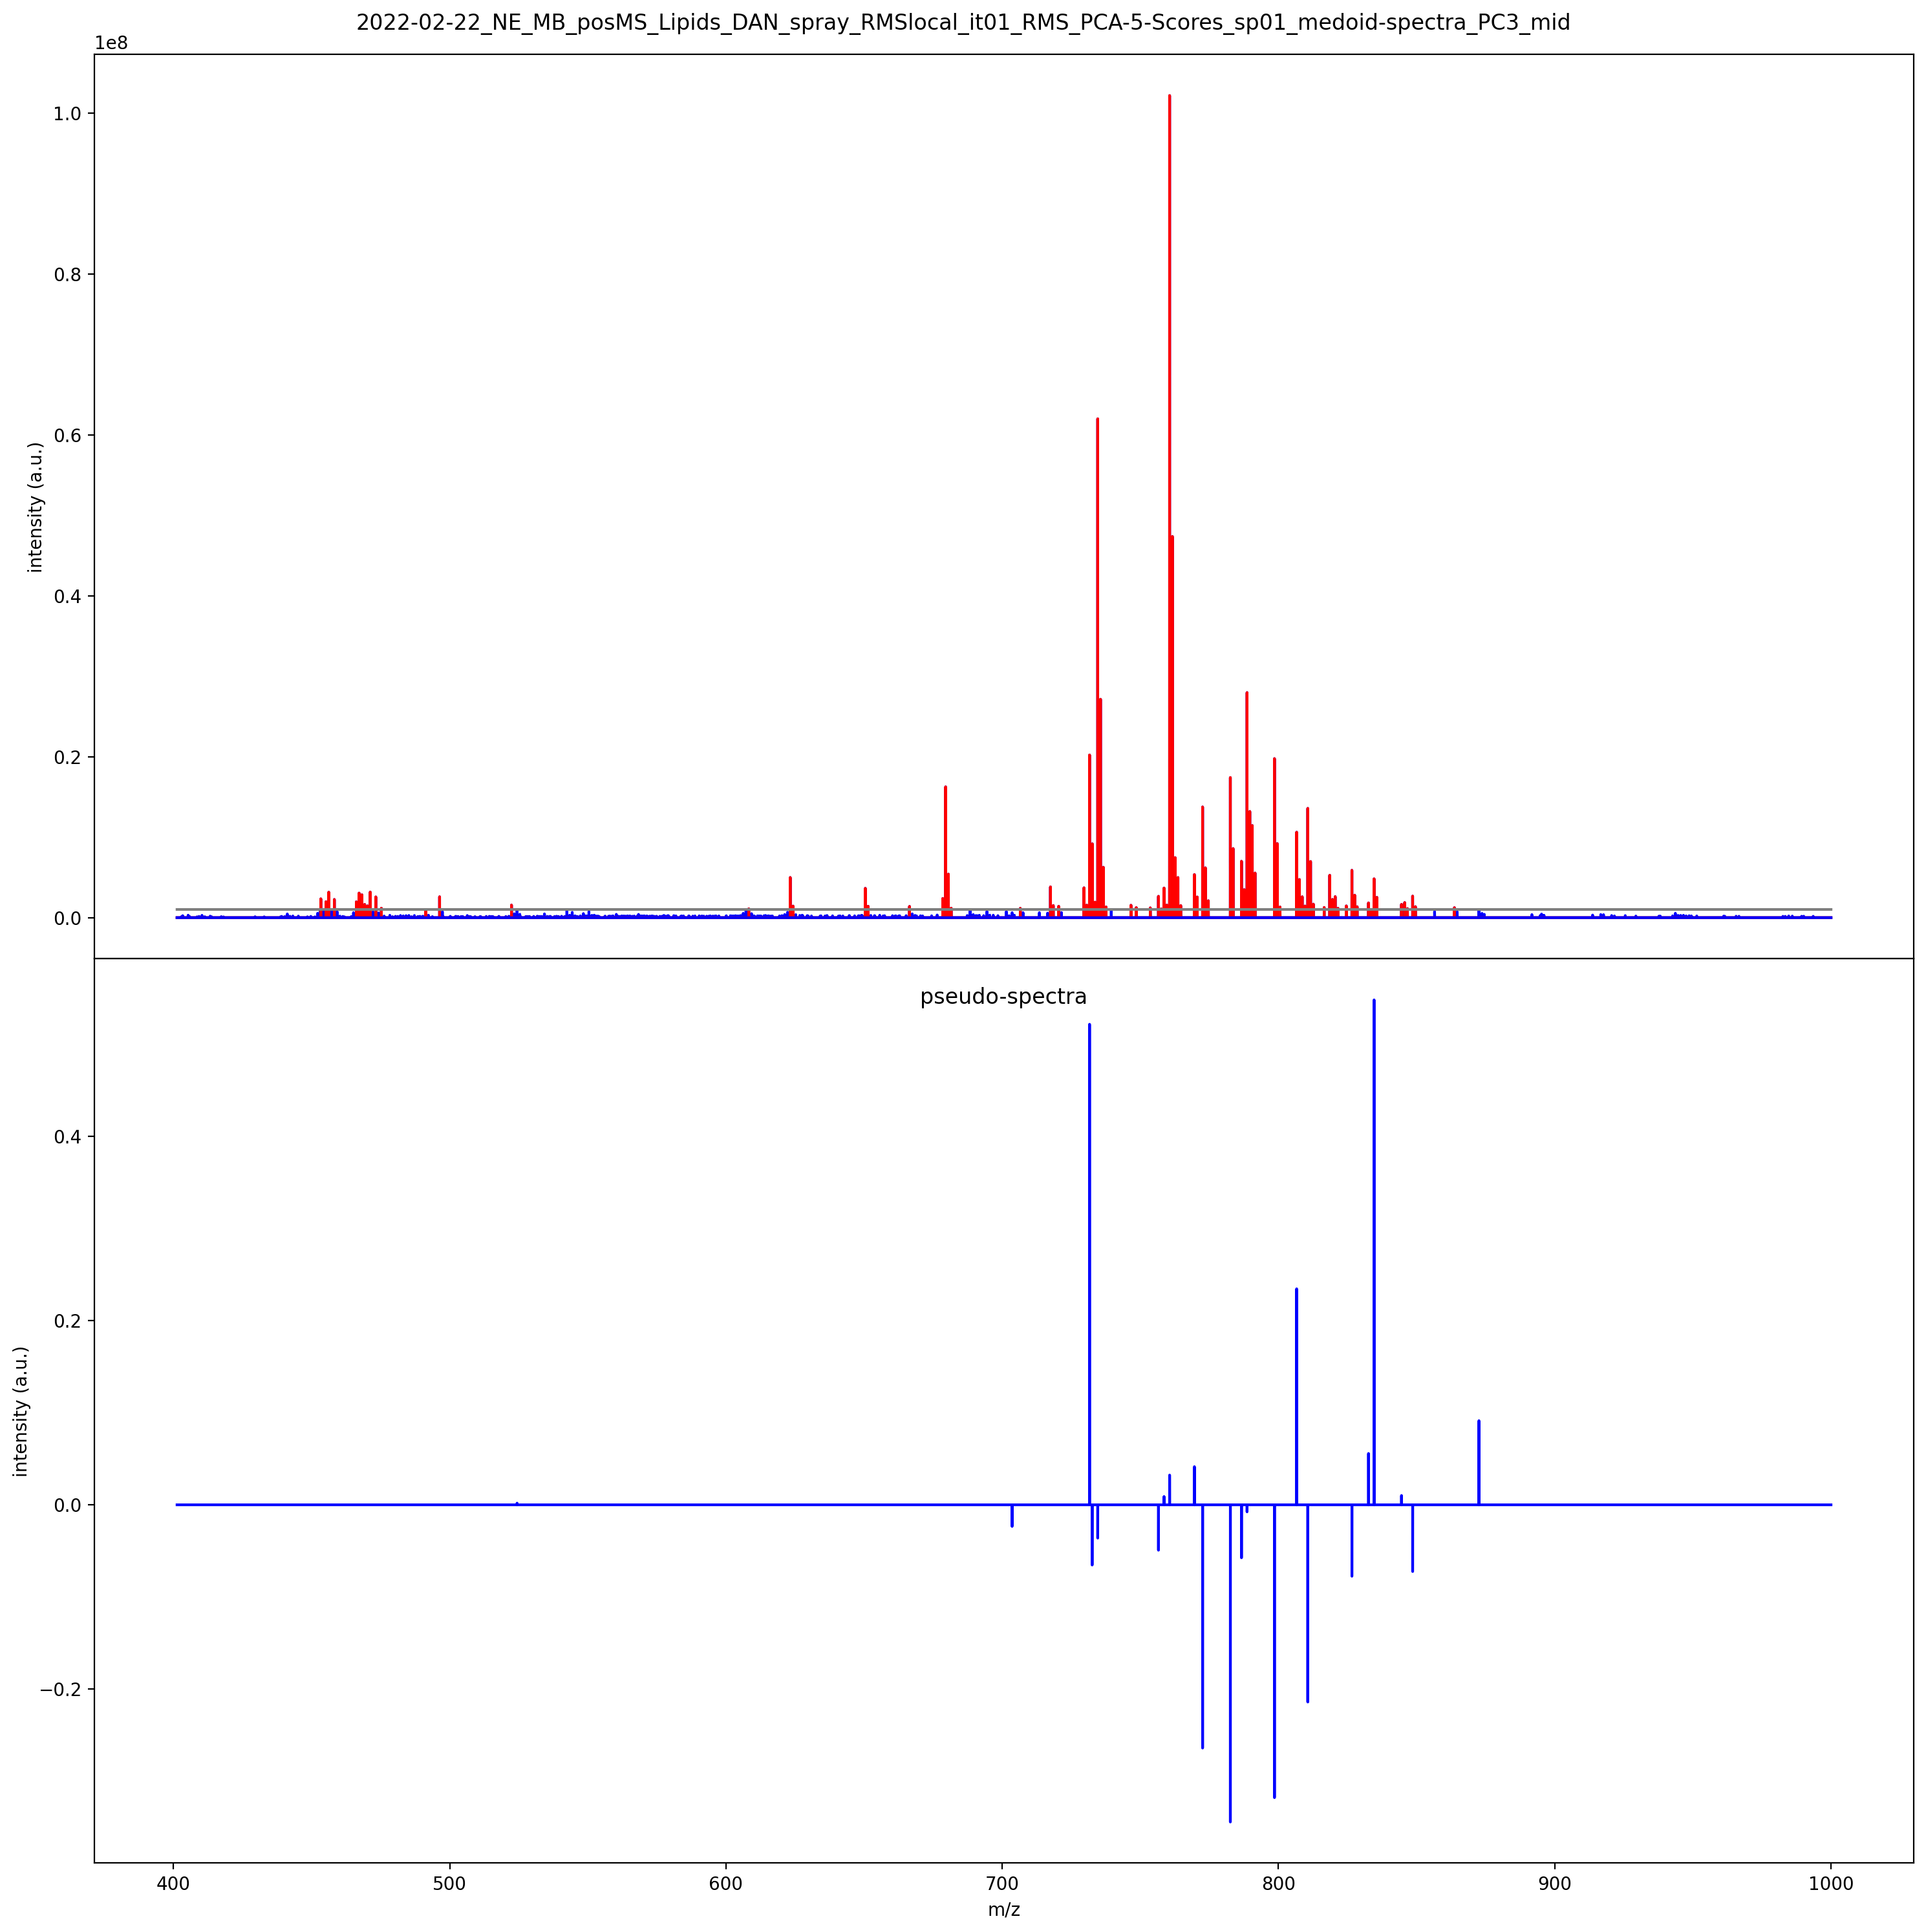 2022-02-22_NE_MB_posMS_Lipids_DAN_spray_RMSlocal_it01_RMS_PCA-5-Scores_sp01_medoid-spectra_PC3_mid
1e8
1.0
0.8
0.6
0.4
0.2
0.0
intensity (a.u.)
pseudo-spectra
0.4
0.2
0.0
−0.2
intensity (a.u.)
400 500 600 700 800 900 1000
m/z